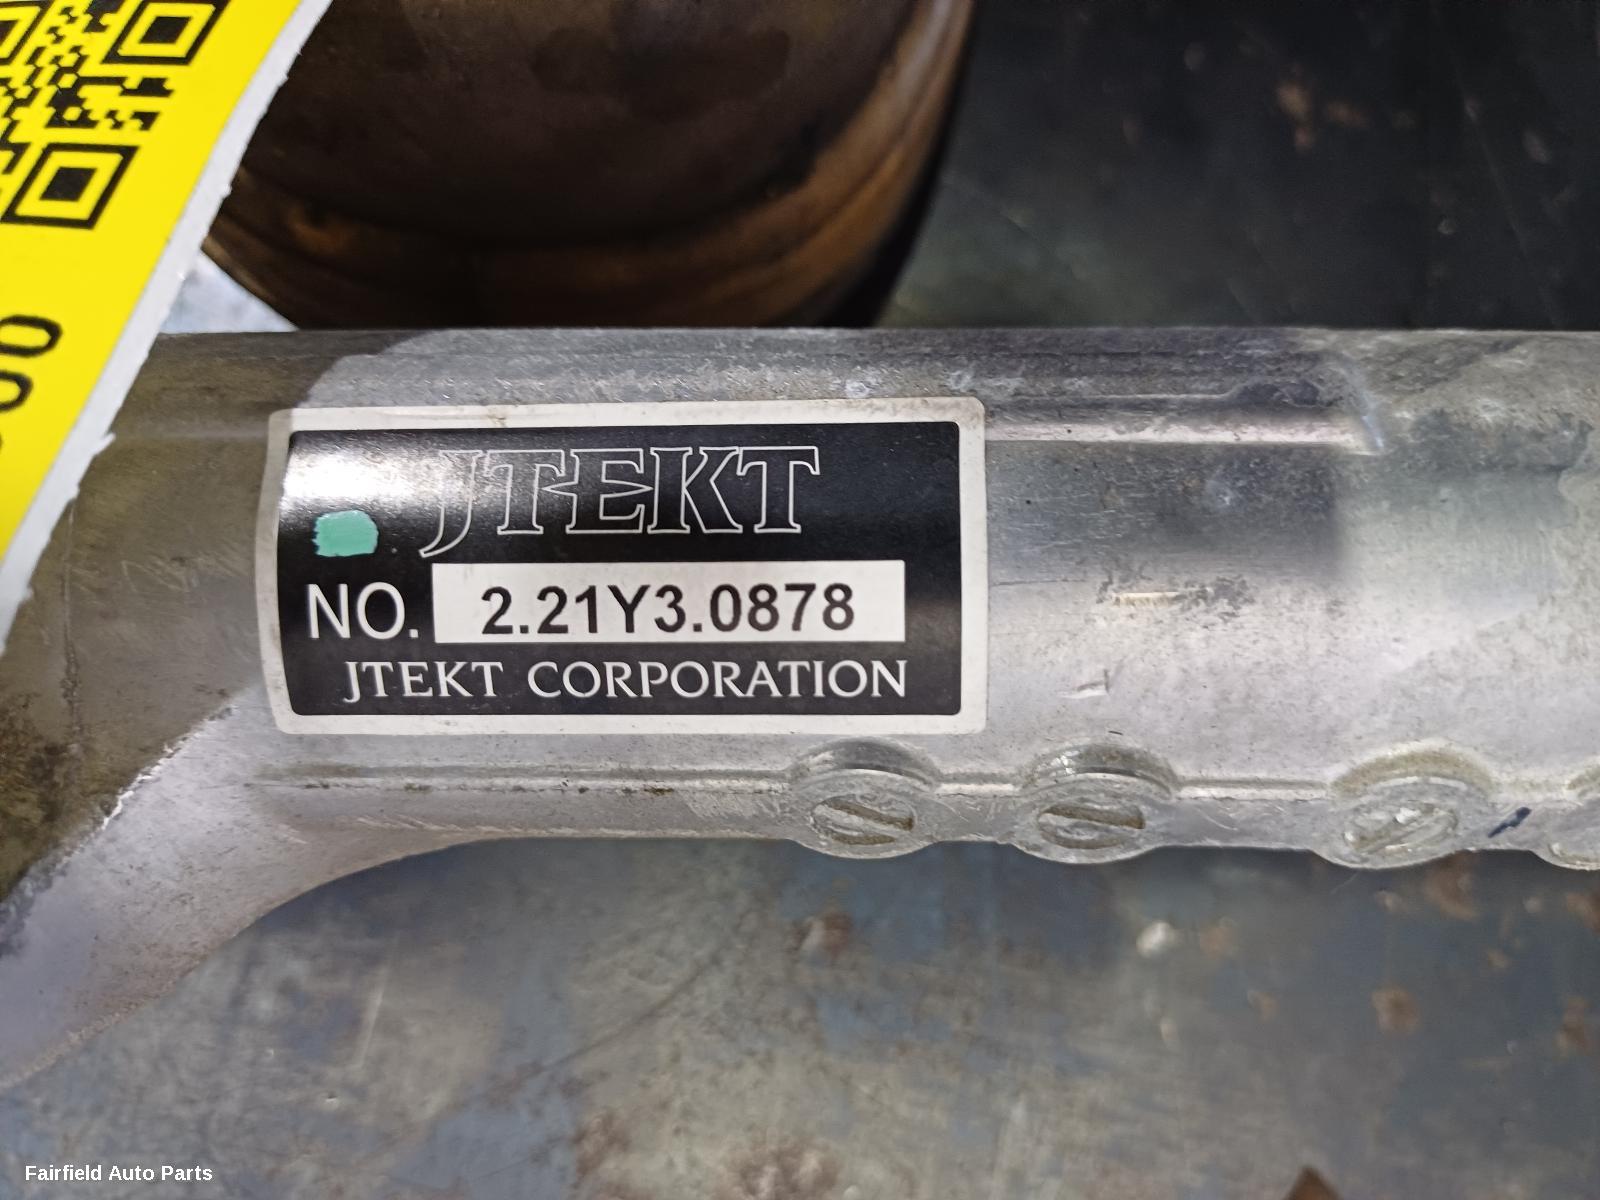 JTEKT
NO. 2.21Y3.0878
JTEKT CORPORATION
Fairfield Auto Parts